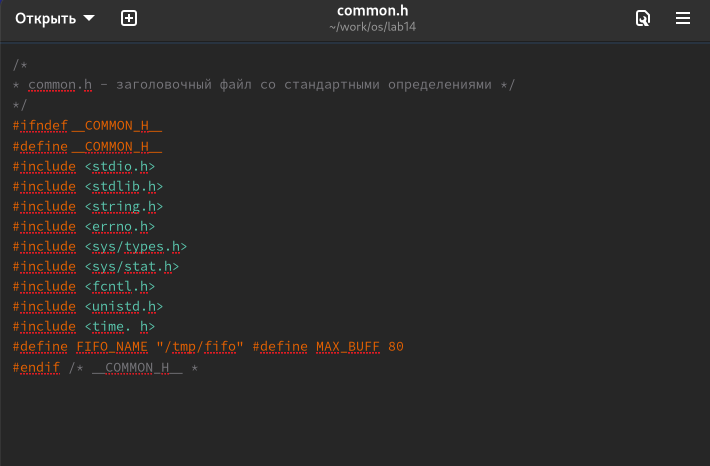 Открыть
common.h
~/work/os/lab14
/*
* common.h - заголовочный файл со стандартными определениями */
*/
#ifndef __COMMON_H__
#define __COMMON_H__
#include <stdio.h>
#include <stdlib.h>
#include <string.h>
#include <errno.h>
#include <sys/types.h>
#include <sys/stat.h>
#include <fcntl.h>
#include <unistd.h>
#include <time. h>
#define FIFO_NAME "/tmp/fifo" #define MAX_BUFF 80
#endif /* __COMMON_H__ *